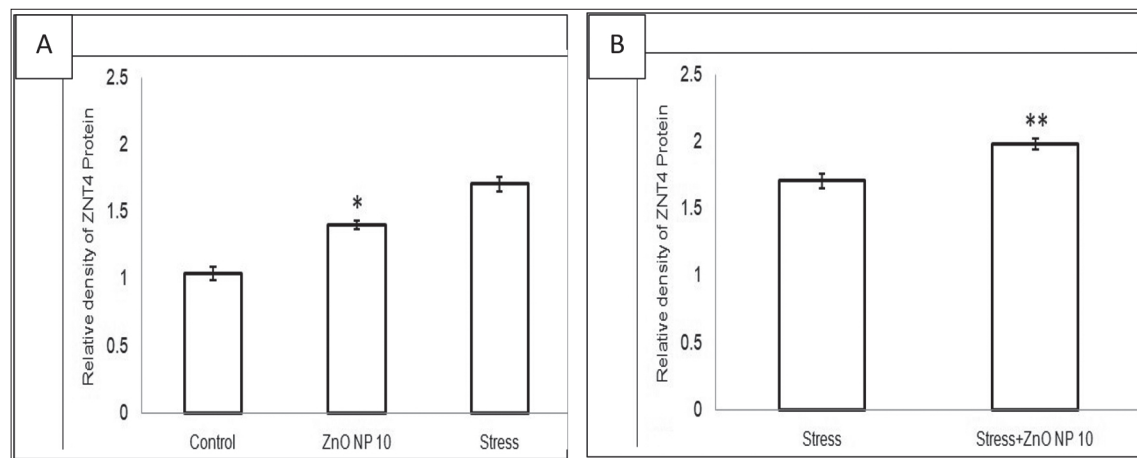 A
Relative density of ZNT4 Protein
2.5
2
1.5
1
0.5
0
*
Control
ZnO NP 10
Stress
B
Relative density of ZNT4 Protein
2.5
2
1.5
1
0.5
0
**
Stress
Stress+ZnO NP 10